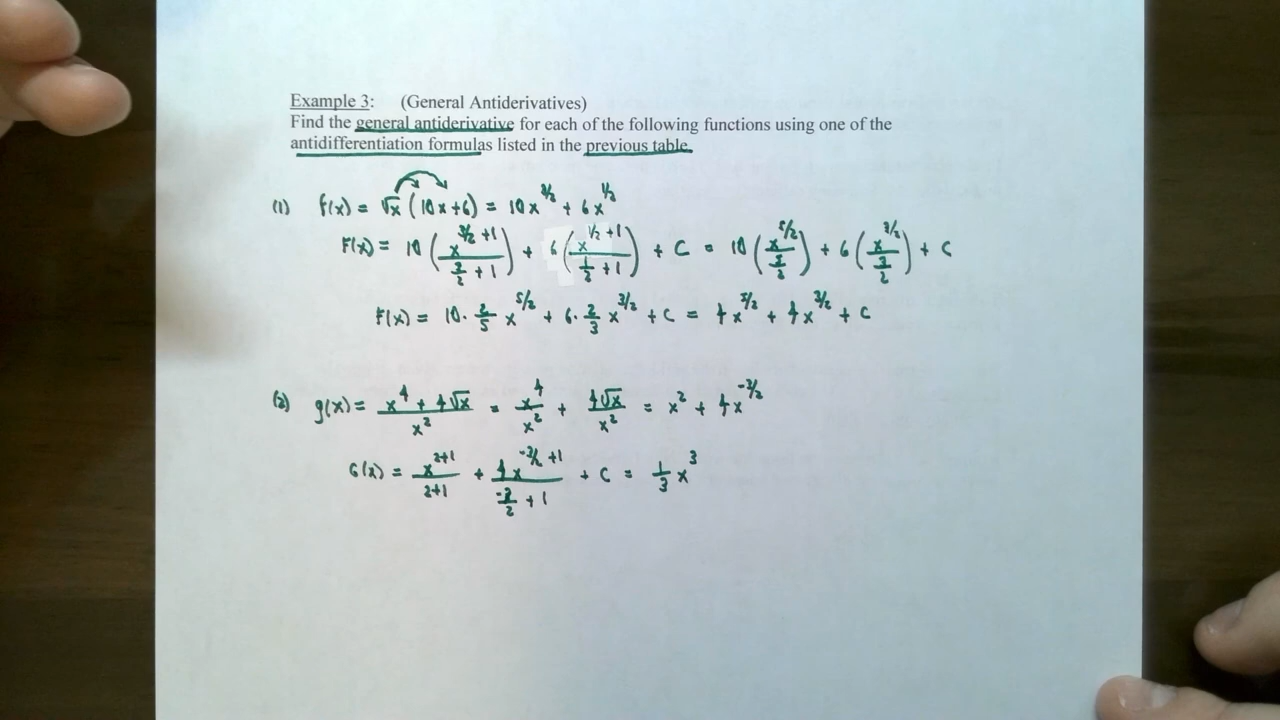 Example 3: (General Antiderivatives)
Find the general antiderivative for each of the following functions using one of the
antidifferentiation formulas listed in the previous table.
(1) f(x) = √x (10x+6) = 10x^{3/2} + 6x^{1/2}
F(x) = 10 (x^{3/2 +1} / (3/2 + 1)) + 6 (x^{1/2 +1} / (1/2 + 1)) + C = 10 (x^{5/2} / (5/2)) + 6 (x^{3/2} / (3/2)) + C
F(x) = 10 · 2/5 x^{5/2} + 6 · 2/3 x^{3/2} + C = 4x^{5/2} + 4x^{3/2} + C
(2) g(x) = (x^4 + 4√x) / x^2 = x^4 / x^2 + 4√x / x^2 = x^2 + 4x^{-3/2}
G(x) = x^{2+1} / (2+1) + 4x^{-3/2 +1} / (-3/2 + 1) + C = 1/3 x^3